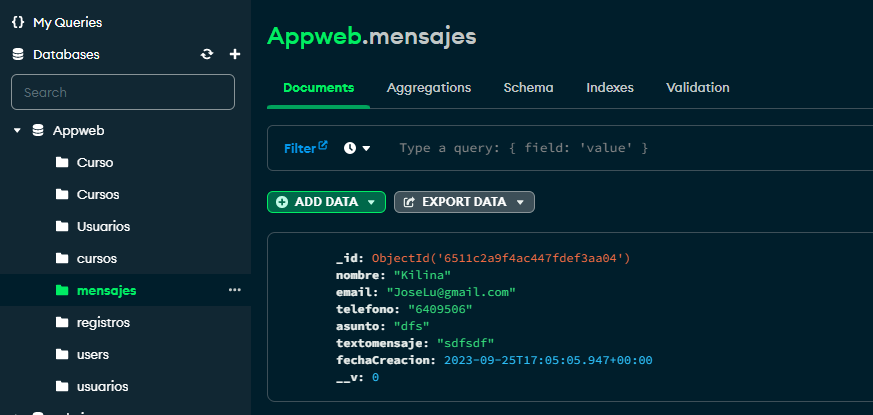 My Queries
Databases
Search
Appweb
Curso
Cursos
Usuarios
cursos
mensajes
registros
users
usuarios
Appweb.mensajes
Documents Aggregations Schema Indexes Validation
Filter Type a query: { field: 'value' }
ADD DATA EXPORT DATA
_id: ObjectId('6511c2a9f4ac447fdef3aa04')
nombre: "Kilina"
email: "JoseLu@gmail.com"
telefono: "6409506"
asunto: "dfs"
textomensaje: "sdfsdf"
fechaCreacion: 2023-09-25T17:05:05.947+00:00
__v: 0